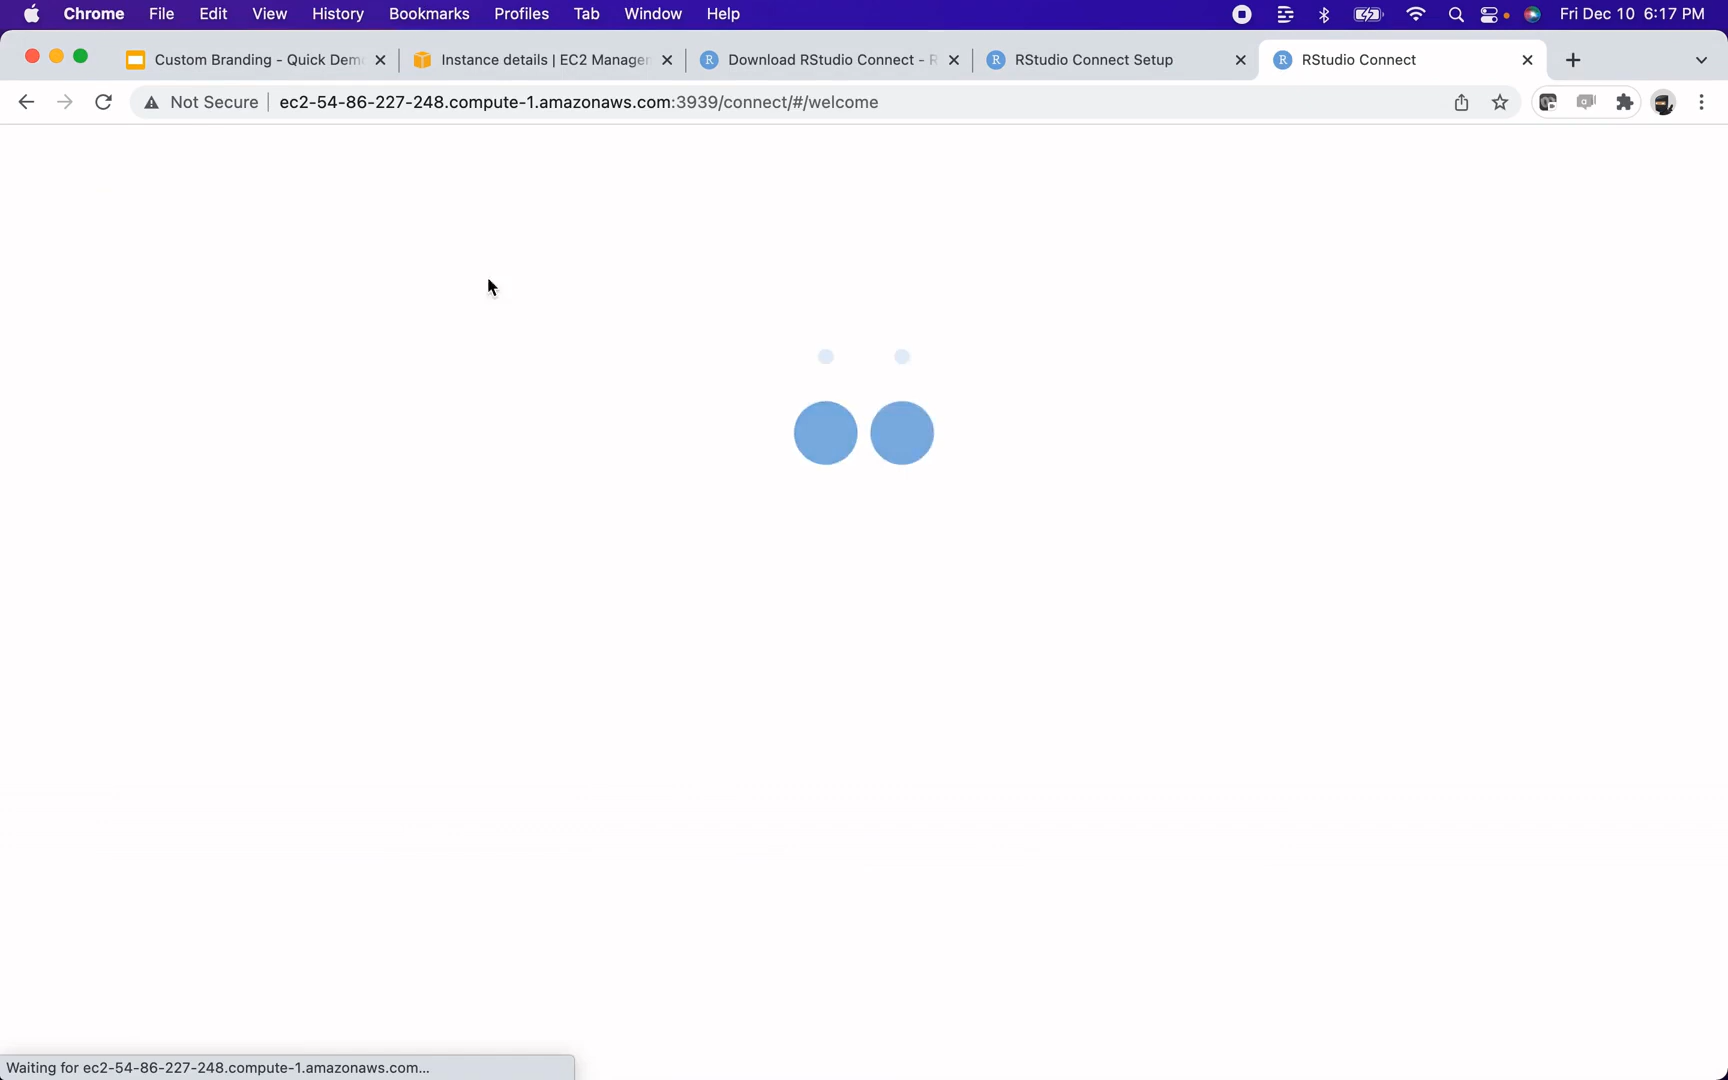 Chrome File Edit View History Bookmarks Profiles Tab Window Help Fri Dec 10 6:17 PM
Custom Branding - Quick Dem Instance details | EC2 Manager Download RStudio Connect - R RStudio Connect Setup RStudio Connect
Not Secure ec2-54-86-227-248.compute-1.amazonaws.com:3939/connect/#/welcome
Waiting for ec2-54-86-227-248.compute-1.amazonaws.com...